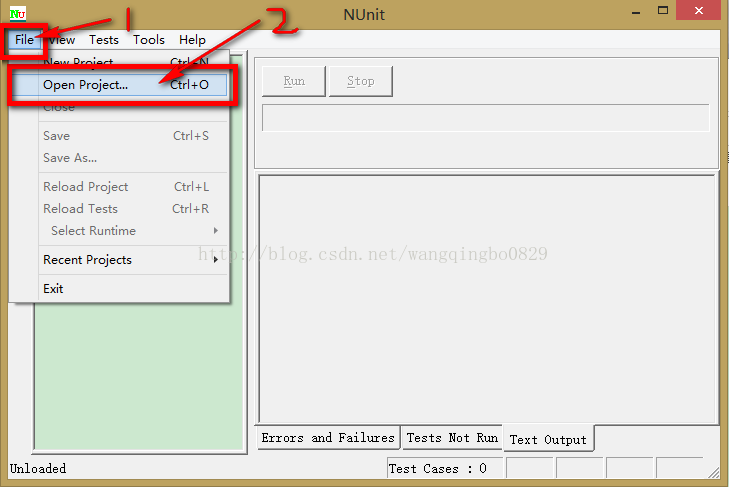 NU
NUnit
1
2
File View Tests Tools Help
New Project... Ctrl+N
Open Project... Ctrl+O
Close
Save Ctrl+S
Save As...
Reload Project Ctrl+L
Reload Tests Ctrl+R
Select Runtime
Recent Projects
Exit
Run Stop
http://blog.csdn.net/wangqingbo0829
Errors and Failures Tests Not Run Text Output
Unloaded Test Cases : 0